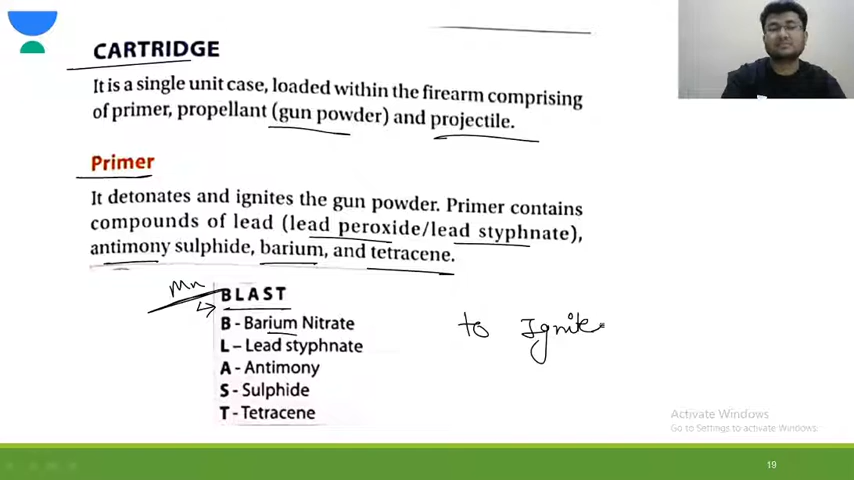 CARTRIDGE
It is a single unit case, loaded within the firearm comprising
of primer, propellant (gun powder) and projectile.
Primer
It detonates and ignites the gun powder. Primer contains
compounds of lead (lead peroxide/lead styphnate),
antimony sulphide, barium, and tetracene.
Mn
BLAST
B - Barium Nitrate
L – Lead styphnate
A - Antimony
S - Sulphide
T - Tetracene
to Ignite
Activate Windows
Go to Settings to activate Windows.
19